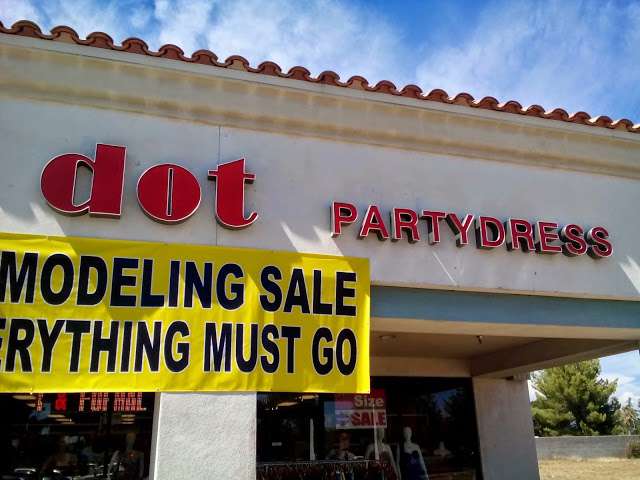 dot PARTYDRESS
MODELING SALE
ERYTHING MUST GO
Size
SALE